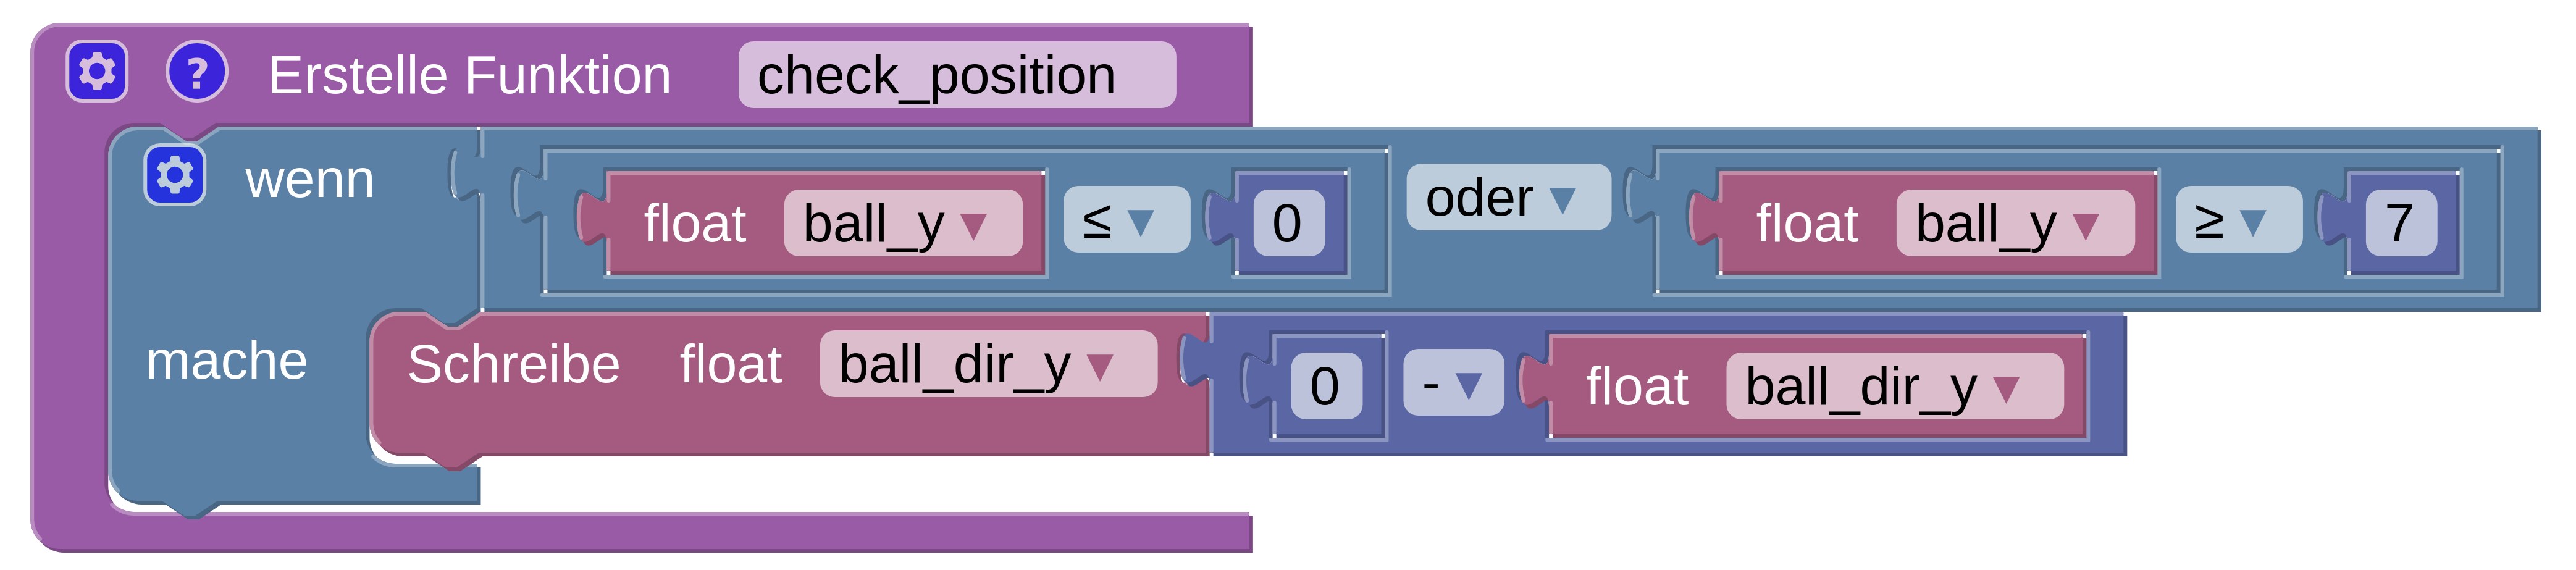 ? Erstelle Funktion check_position
wenn float ball_y ▼ ≤ ▼ 0 oder ▼ float ball_y ▼ ≥ ▼ 7
mache Schreibe float ball_dir_y ▼ 0 - ▼ float ball_dir_y ▼